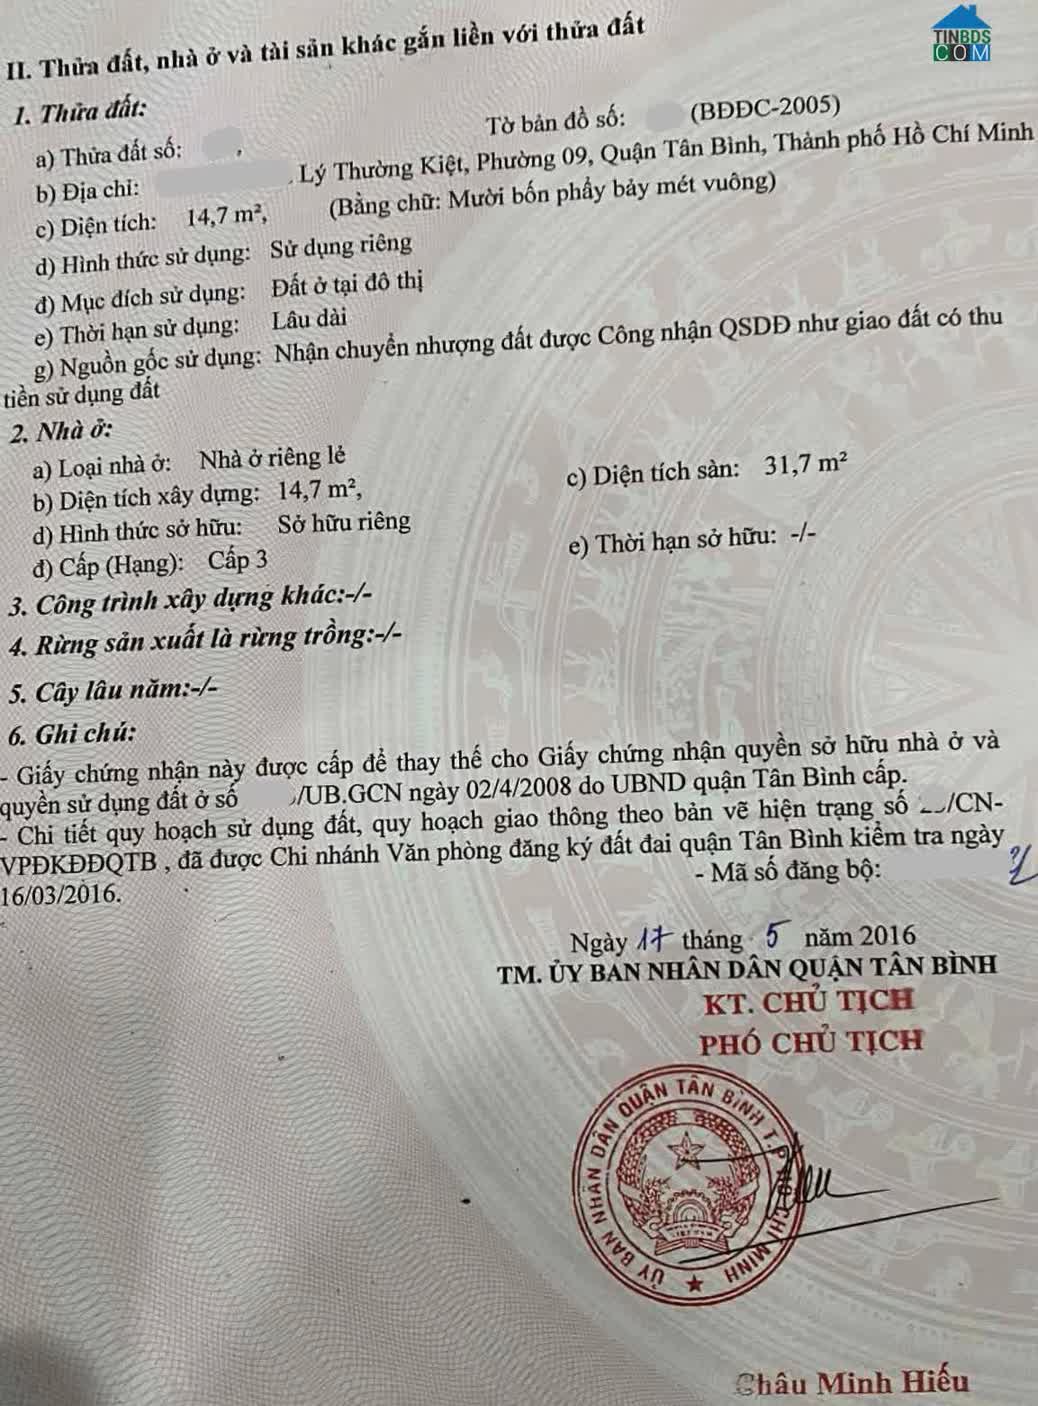 II. Thửa đất, nhà ở và tài sản khác gắn liền với thửa đất
TINBDS
COM
1. Thửa đất:
a) Thửa đất số: , Tờ bản đồ số: (BĐĐC-2005)
b) Địa chỉ: Lý Thường Kiệt, Phường 09, Quận Tân Bình, Thành phố Hồ Chí Minh
c) Diện tích: 14,7 m², (Bằng chữ: Mười bốn phẩy bảy mét vuông)
d) Hình thức sử dụng: Sử dụng riêng
đ) Mục đích sử dụng: Đất ở tại đô thị
e) Thời hạn sử dụng: Lâu dài
g) Nguồn gốc sử dụng: Nhận chuyển nhượng đất được Công nhận QSDĐ như giao đất có thu
tiền sử dụng đất
2. Nhà ở:
a) Loại nhà ở: Nhà ở riêng lẻ
b) Diện tích xây dựng: 14,7 m², c) Diện tích sàn: 31,7 m²
d) Hình thức sở hữu: Sở hữu riêng
đ) Cấp (Hạng): Cấp 3 e) Thời hạn sở hữu: -/-
3. Công trình xây dựng khác:-/-
4. Rừng sản xuất là rừng trồng:-/-
5. Cây lâu năm:-/-
6. Ghi chú:
- Giấy chứng nhận này được cấp để thay thế cho Giấy chứng nhận quyền sở hữu nhà ở và
quyền sử dụng đất ở số /UB.GCN ngày 02/4/2008 do UBND quận Tân Bình cấp.
- Chi tiết quy hoạch sử dụng đất, quy hoạch giao thông theo bản vẽ hiện trạng số /CN-
VPĐKĐĐQTB , đã được Chi nhánh Văn phòng đăng ký đất đai quận Tân Bình kiểm tra ngày
16/03/2016.
- Mã số đăng bộ:
Ngày 17 tháng 5 năm 2016
TM. ỦY BAN NHÂN DÂN QUẬN TÂN BÌNH
KT. CHỦ TỊCH
PHÓ CHỦ TỊCH
ỦY BAN NHÂN DÂN QUẬN TÂN BÌNH T.P HỒ CHÍ MINH
Châu Minh Hiếu